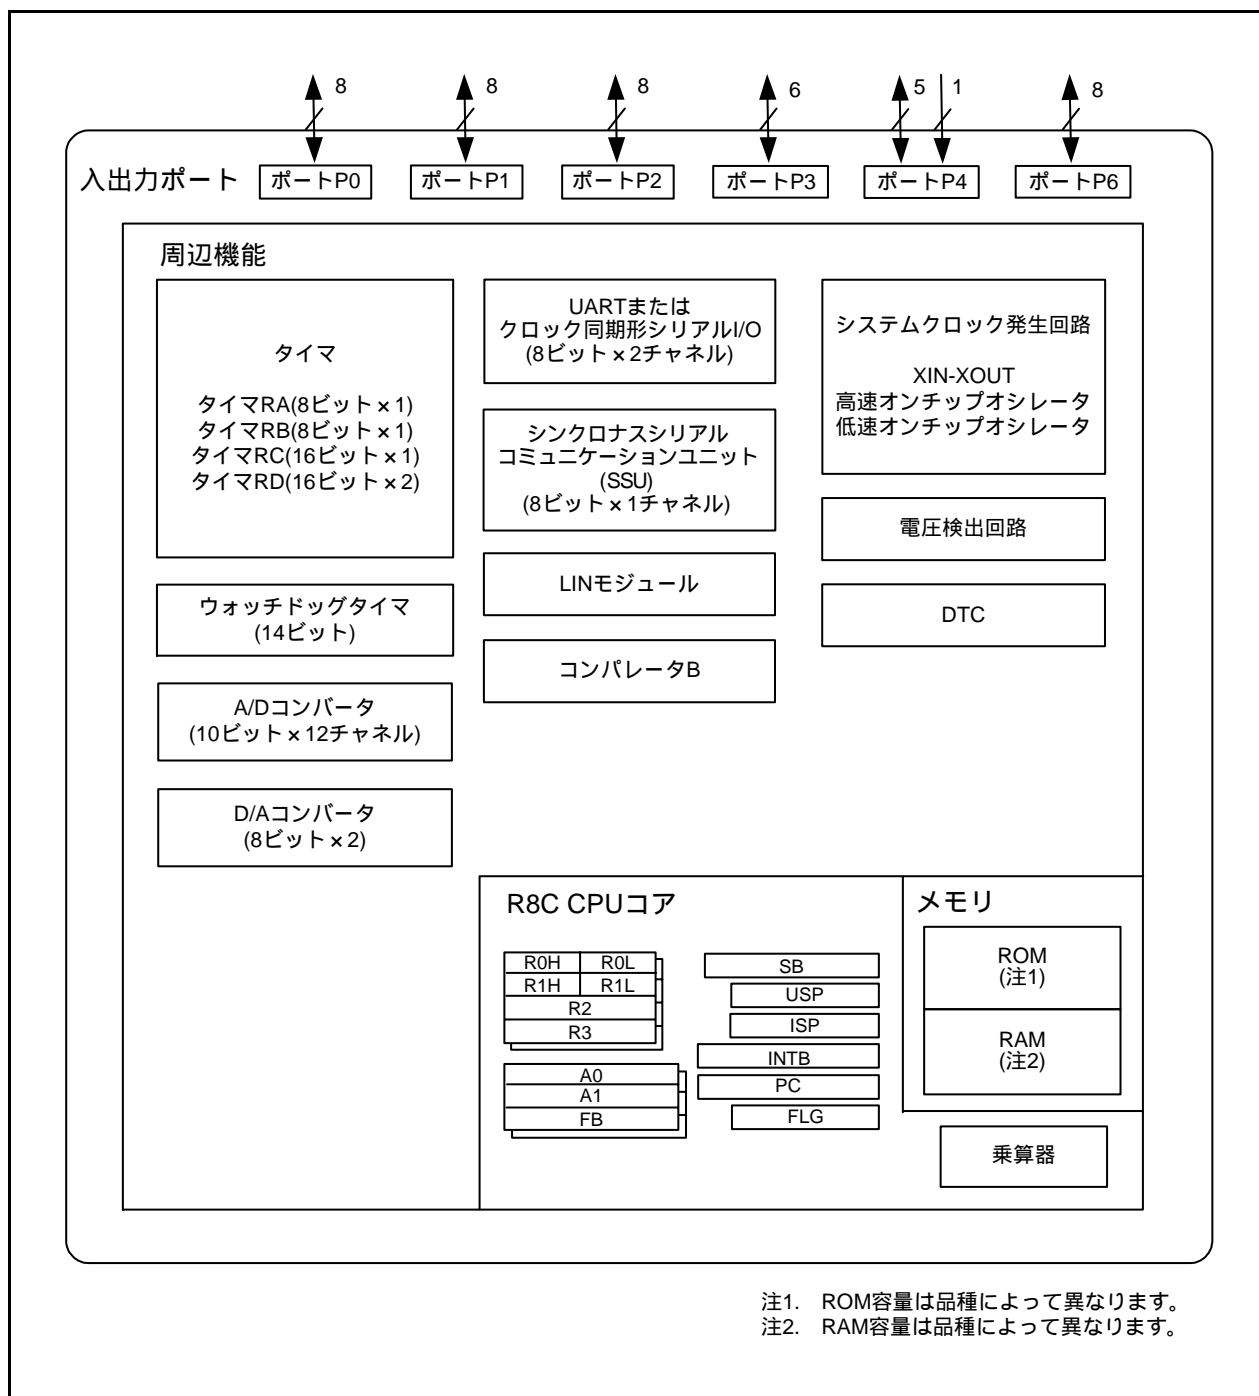 8
8
8
6
5
1
8
入出力ポート
ポートP0
ポートP1
ポートP2
ポートP3
ポートP4
ポートP6
周辺機能
タイマ
タイマRA(8ビット×1)
タイマRB(8ビット×1)
タイマRC(16ビット×1)
タイマRD(16ビット×2)
ウォッチドッグタイマ
(14ビット)
A/Dコンバータ
(10ビット×12チャネル)
D/Aコンバータ
(8ビット×2)
UARTまたは
クロック同期形シリアルI/O
(8ビット×2チャネル)
シンクロナスシリアル
コミュニケーションユニット
(SSU)
(8ビット×1チャネル)
LINモジュール
コンパレータB
システムクロック発生回路
XIN-XOUT
高速オンチップオシレータ
低速オンチップオシレータ
電圧検出回路
DTC
R8C CPUコア
R0H
R0L
R1H
R1L
R2
R3
A0
A1
FB
SB
USP
ISP
INTB
PC
FLG
メモリ
ROM
(注1)
RAM
(注2)
乗算器
注1. ROM容量は品種によって異なります。
注2. RAM容量は品種によって異なります。